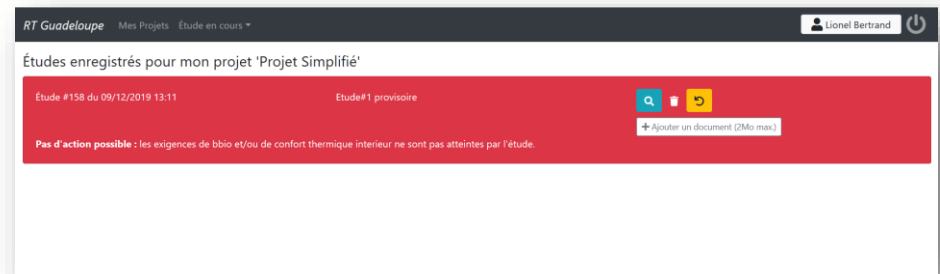 RT Guadeloupe Mes Projets Étude en cours Lionel Bertrand
Études enregistrés pour mon projet 'Projet Simplifié'
Étude #158 du 09/12/2019 13:11 Etude#1 provisoire
+ Ajouter un document (2Mo max.)
Pas d'action possible : les exigences de bbio et/ou de confort thermique interieur ne sont pas atteintes par l'étude.